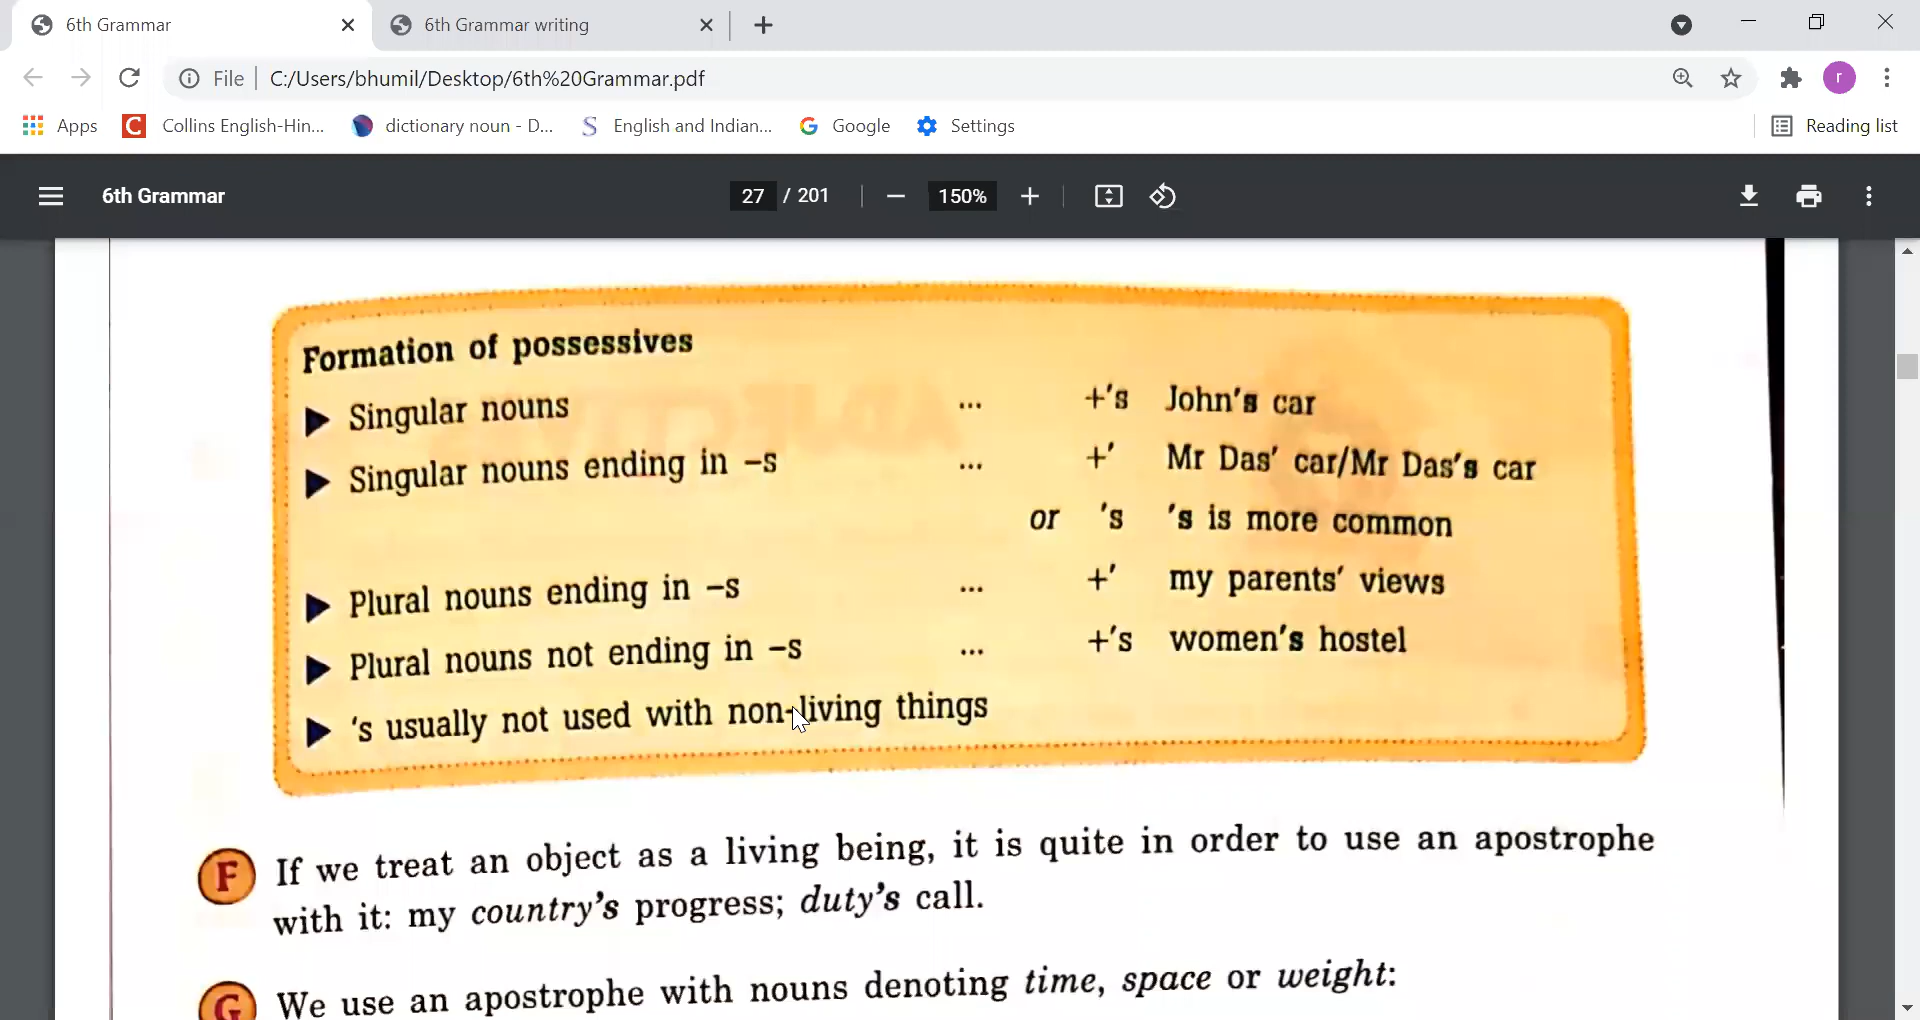 6th Grammar
6th Grammar writing
File C:/Users/bhumil/Desktop/6th%20Grammar.pdf r
Apps Collins English-Hin... dictionary noun - D... English and Indian... Google Settings Reading list
6th Grammar 27 / 201 150%
Formation of possessives
Singular nouns ... +'s John's car
Singular nouns ending in –s ... +' Mr Das' car/Mr Das's car
or 's 's is more common
Plural nouns ending in –s ... +' my parents' views
Plural nouns not ending in –s ... +'s women's hostel
's usually not used with non-living things
F If we treat an object as a living being, it is quite in order to use an apostrophe
with it: my country's progress; duty's call.
G We use an apostrophe with nouns denoting time, space or weight: